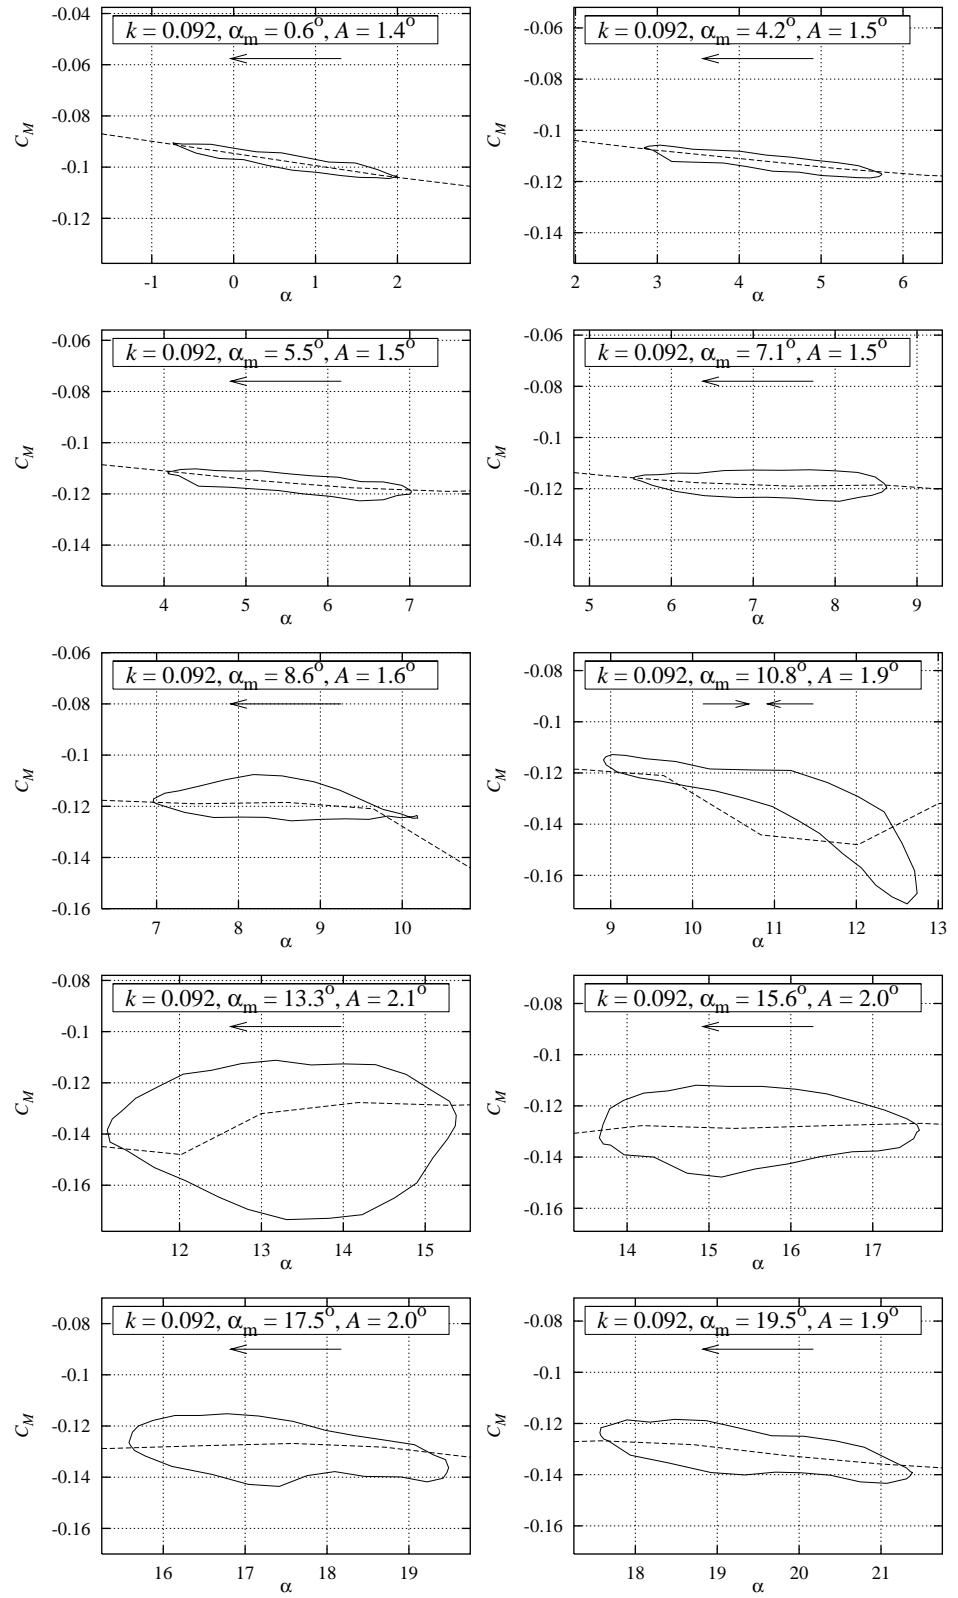 k = 0.092, αm = 0.6°, A = 1.4°
-0.04
-0.06
-0.08
-0.1
-0.12
CM
-1 0 1 2
α
k = 0.092, αm = 4.2°, A = 1.5°
-0.06
-0.08
-0.1
-0.12
-0.14
CM
2 3 4 5 6
α
k = 0.092, αm = 5.5°, A = 1.5°
-0.06
-0.08
-0.1
-0.12
-0.14
CM
4 5 6 7
α
k = 0.092, αm = 7.1°, A = 1.5°
-0.06
-0.08
-0.1
-0.12
-0.14
CM
5 6 7 8 9
α
k = 0.092, αm = 8.6°, A = 1.6°
-0.06
-0.08
-0.1
-0.12
-0.14
-0.16
CM
7 8 9 10
α
k = 0.092, αm = 10.8°, A = 1.9°
-0.08
-0.1
-0.12
-0.14
-0.16
CM
9 10 11 12 13
α
k = 0.092, αm = 13.3°, A = 2.1°
-0.08
-0.1
-0.12
-0.14
-0.16
CM
12 13 14 15
α
k = 0.092, αm = 15.6°, A = 2.0°
-0.08
-0.1
-0.12
-0.14
-0.16
CM
14 15 16 17
α
k = 0.092, αm = 17.5°, A = 2.0°
-0.08
-0.1
-0.12
-0.14
-0.16
CM
16 17 18 19
α
k = 0.092, αm = 19.5°, A = 1.9°
-0.08
-0.1
-0.12
-0.14
-0.16
CM
18 19 20 21
α